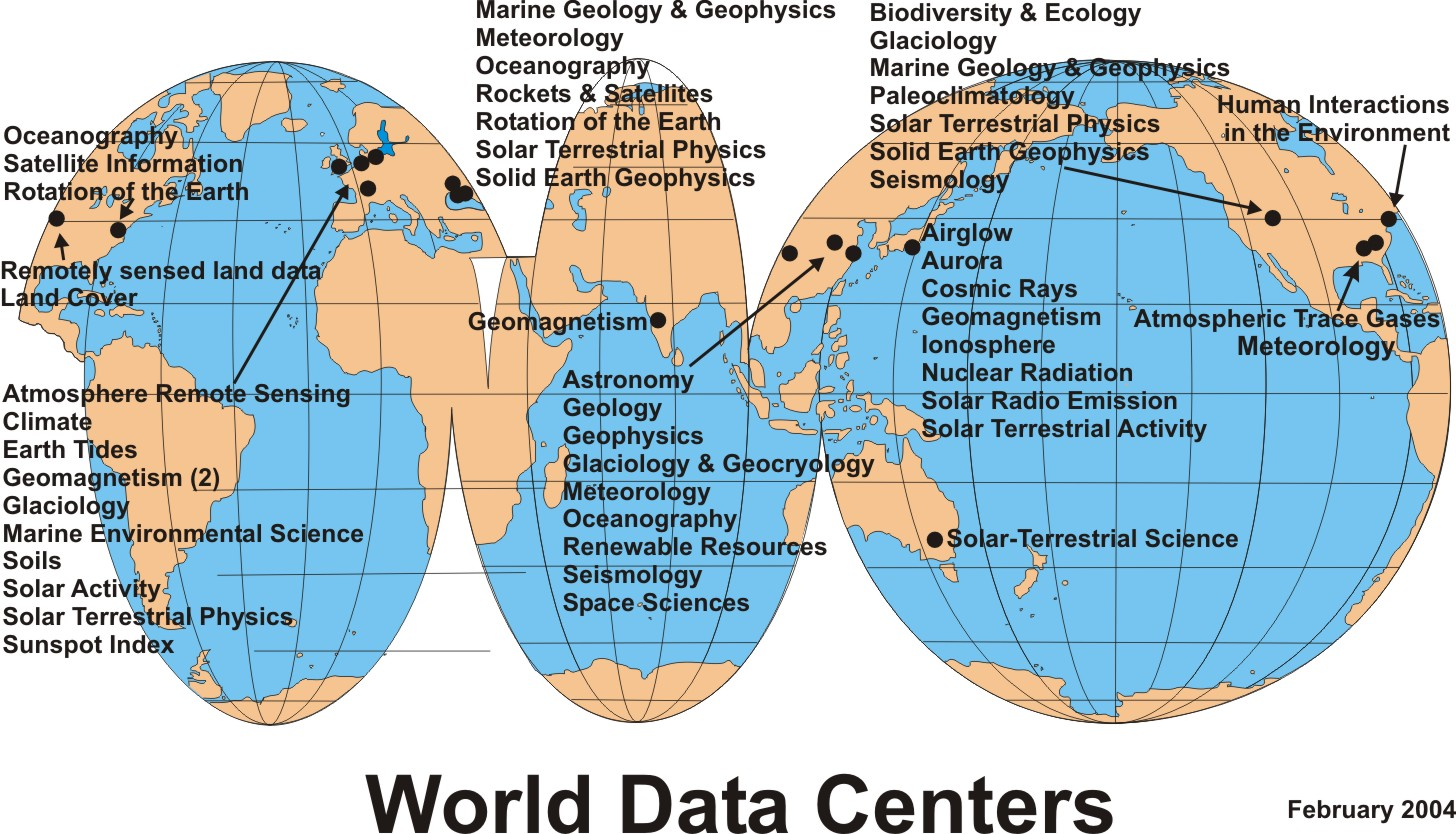 Marine Geology & Geophysics
Meteorology
Oceanography
Rockets & Satellites
Rotation of the Earth
Solar Terrestrial Physics
Solid Earth Geophysics
Biodiversity & Ecology
Glaciology
Marine Geology & Geophysics
Paleoclimatology
Solar Terrestrial Physics
Solid Earth Geophysics
Seismology
Human Interactions
in the Environment
Oceanography
Satellite Information
Rotation of the Earth
Remotely sensed land data
Land Cover
Airglow
Aurora
Cosmic Rays
Geomagnetism
Ionosphere
Nuclear Radiation
Solar Radio Emission
Solar Terrestrial Activity
Geomagnetism
Atmospheric Trace Gases
Meteorology
Atmosphere Remote Sensing
Climate
Earth Tides
Geomagnetism (2)
Glaciology
Marine Environmental Science
Soils
Solar Activity
Solar Terrestrial Physics
Sunspot Index
Astronomy
Geology
Geophysics
Glaciology & Geocryology
Meteorology
Oceanography
Renewable Resources
Seismology
Space Sciences
Solar-Terrestrial Science
World Data Centers
February 2004